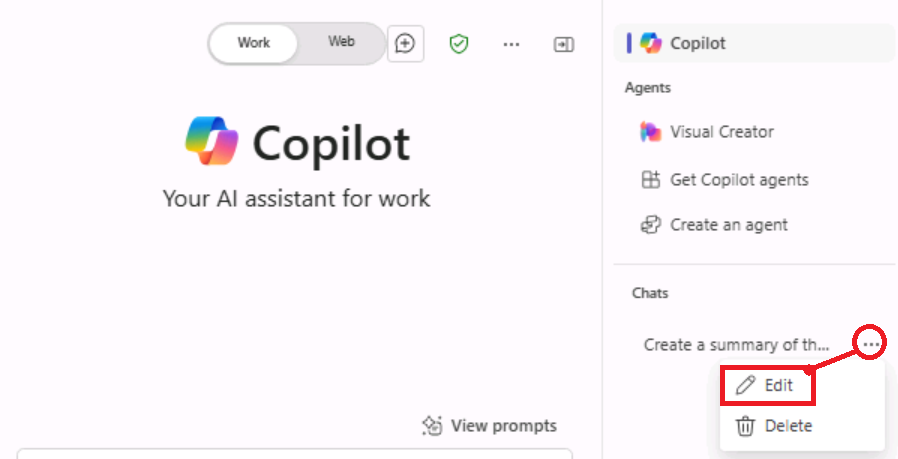 Work Web
Copilot
Your AI assistant for work
View prompts
Copilot
Agents
Visual Creator
Get Copilot agents
Create an agent
Chats
Create a summary of th...
Edit
Delete